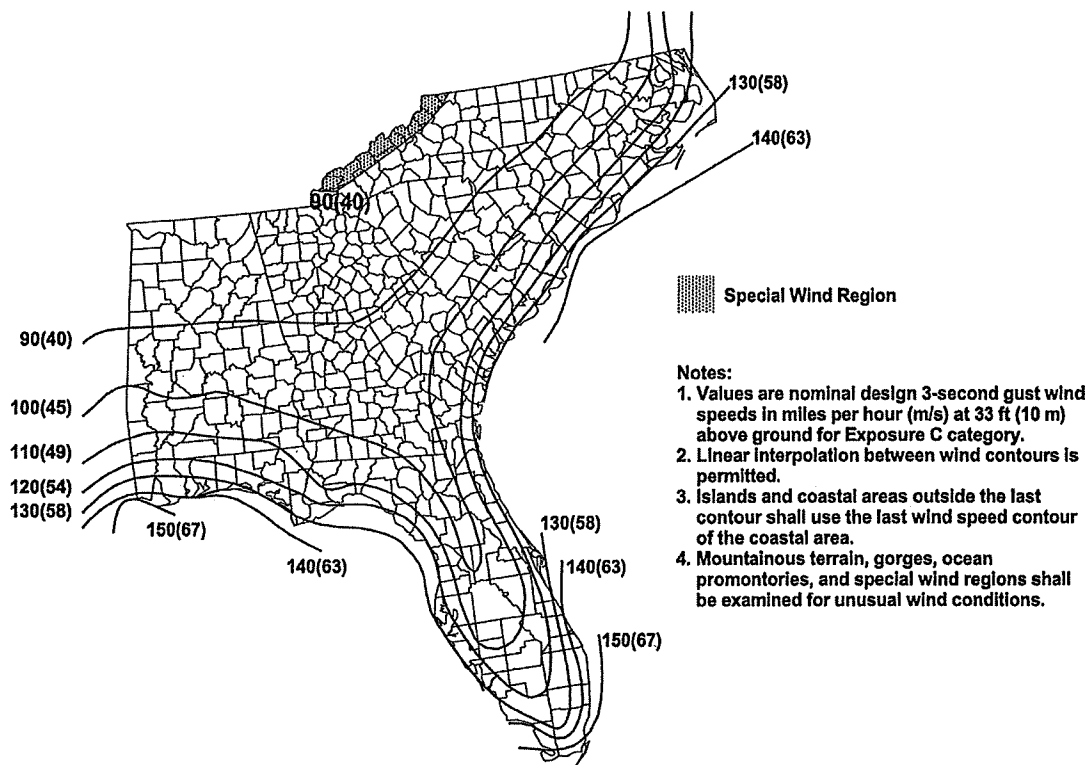 130(58)
140(63)
90(40)
Special Wind Region
90(40)
100(45)
110(49)
120(54)
130(58)
150(67)
140(63)
130(58)
140(63)
150(67)
Notes:
1. Values are nominal design 3-second gust wind
speeds in miles per hour (m/s) at 33 ft (10 m)
above ground for Exposure C category.
2. Linear interpolation between wind contours is
permitted.
3. Islands and coastal areas outside the last
contour shall use the last wind speed contour
of the coastal area.
4. Mountainous terrain, gorges, ocean
promontories, and special wind regions shall
be examined for unusual wind conditions.